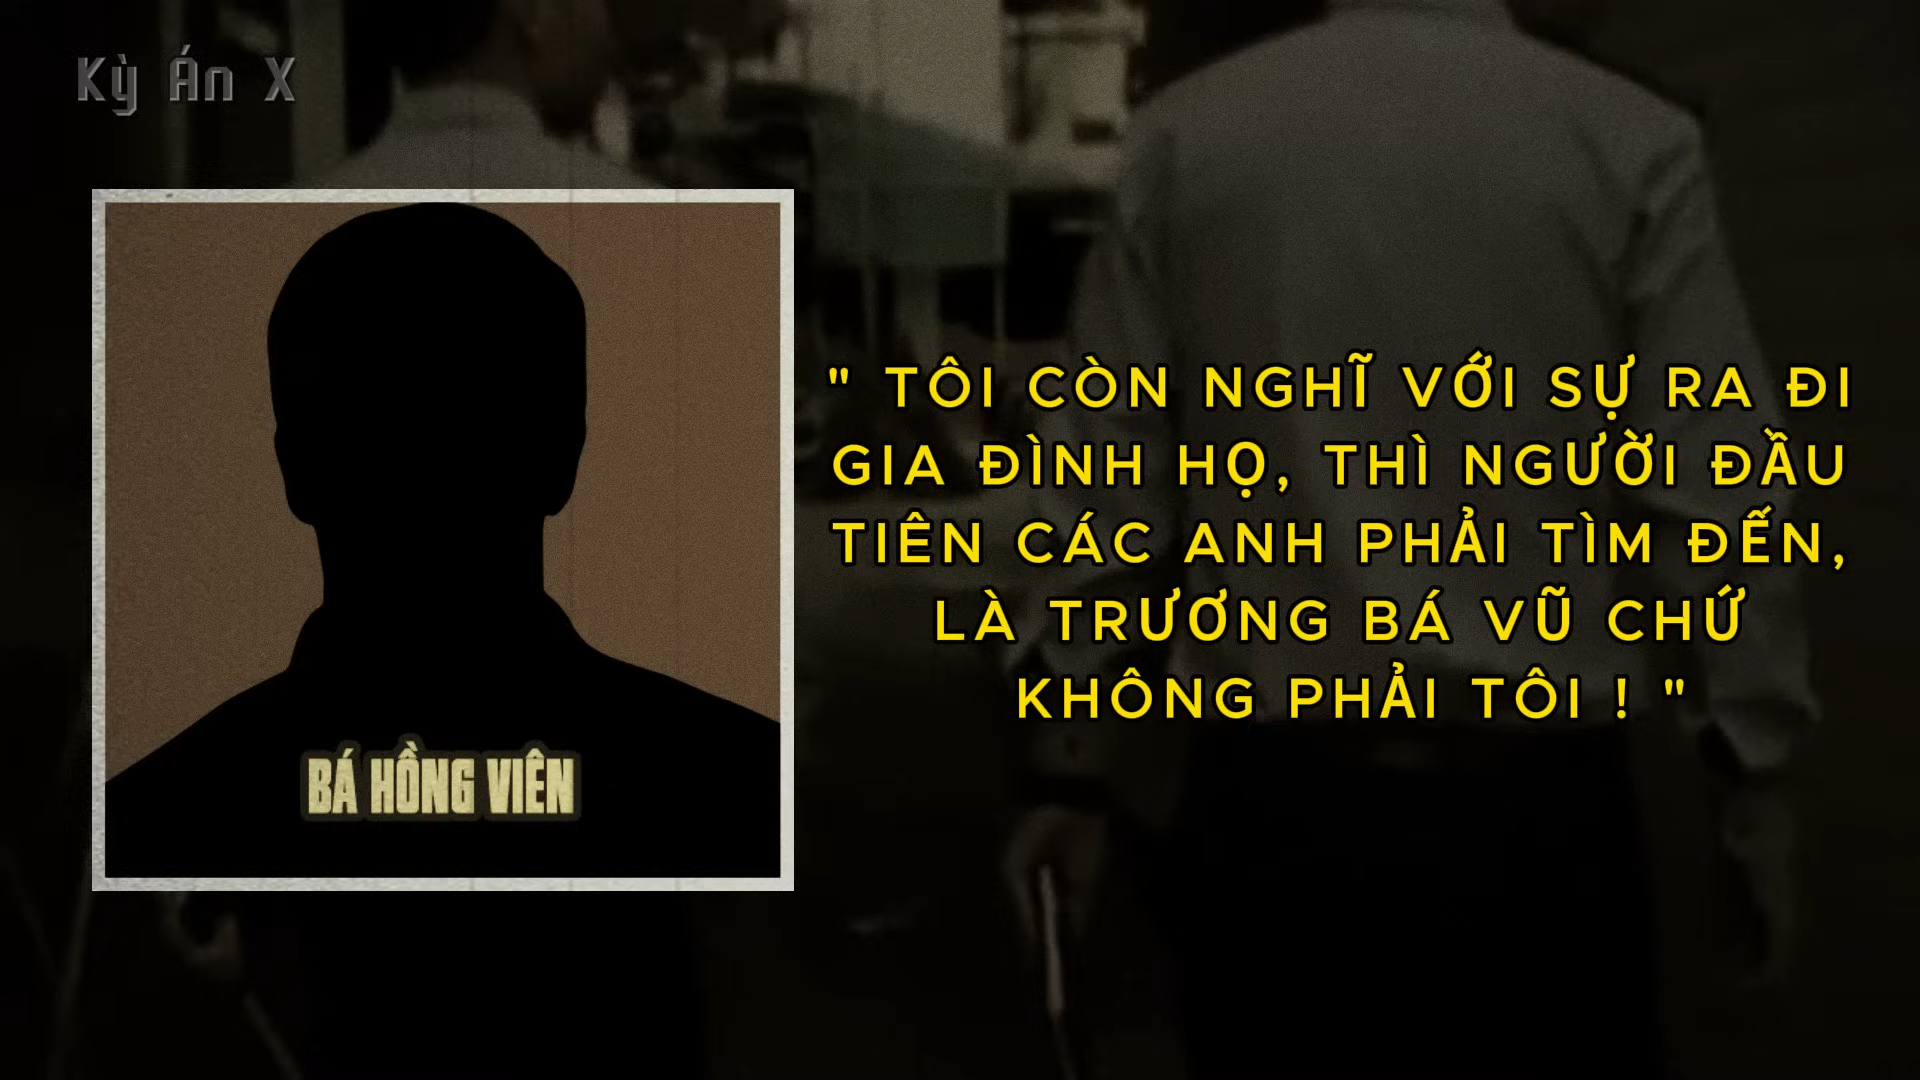 Kỳ Án X
" TÔI CÒN NGHĨ VỚI SỰ RA ĐI
GIA ĐÌNH HỌ, THÌ NGƯỜI ĐẦU
TIÊN CÁC ANH PHẢI TÌM ĐẾN,
LÀ TRƯƠNG BÁ VŨ CHỨ
KHÔNG PHẢI TÔI ! "
BÁ HỒNG VIÊN